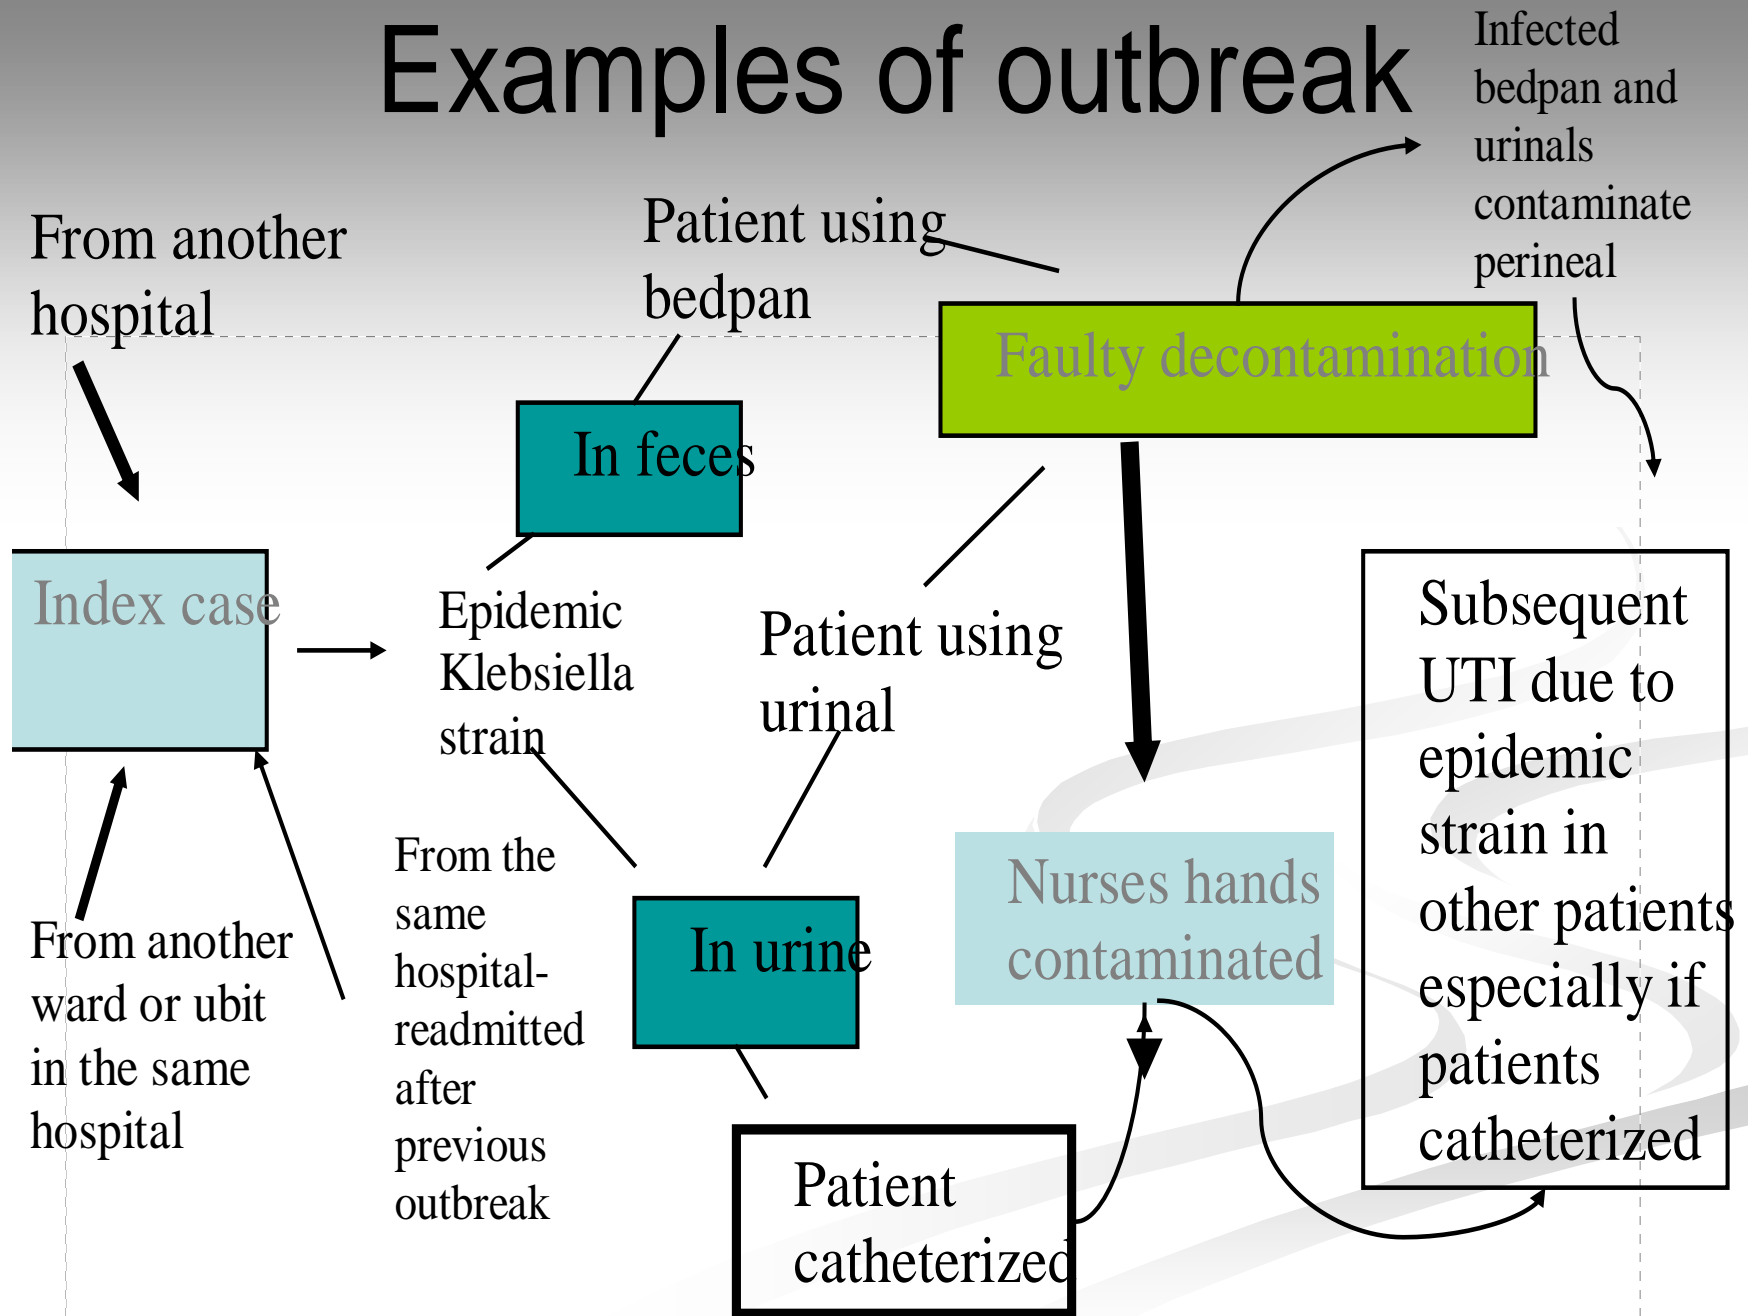 Examples of outbreak
Infected
bedpan and
urinals
contaminate
perineal
From another
hospital
Patient using
bedpan
Faulty decontamination
In feces
Index case
Epidemic
Klebsiella
strain
Patient using
urinal
Subsequent
UTI due to
epidemic
strain in
other patients
especially if
patients
catheterized
From another
ward or ubit
in the same
hospital
From the
same
hospital-
readmitted
after
previous
outbreak
In urine
Nurses hands
contaminated
Patient
catheterized